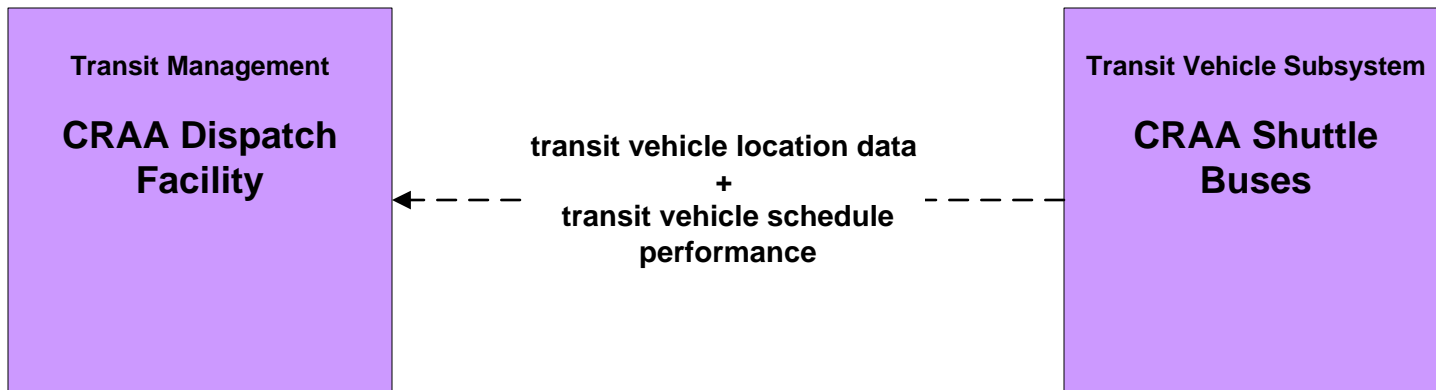 Transit Management
CRAA Dispatch
Facility
transit vehicle location data
+
transit vehicle schedule
performance
Transit Vehicle Subsystem
CRAA Shuttle
Buses